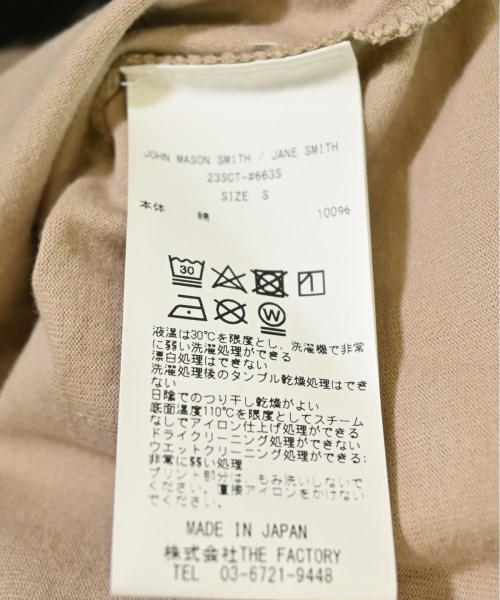 JOHN MASON SMITH / JANE SMITH
23SCT-#663S
SIZE S
本体 綿 100%
30
W
液温は30℃を限度とし、洗濯機で非常
に弱い洗濯処理ができる
漂白処理はできない
洗濯処理後のタンブル乾燥処理はでき
ない
日陰でのつり干し乾燥がよい
底面温度110℃を限度としてスチーム
なしでアイロン仕上げ処理ができる
ドライクリーニング処理ができない
ウエットクリーニング処理ができる:
非常に弱い処理
プリント部分は、もみ洗いしないで
ください。直接アイロンをかけない
でください。
MADE IN JAPAN
株式会社THE FACTORY
TEL 03-6721-9448